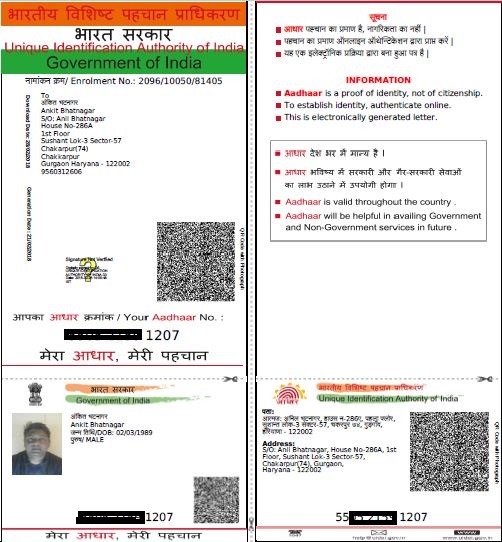 भारतीय विशिष्ट पहचान प्राधिकरण
भारत सरकार
Unique Identification Authority of India
Government of India
नामांकन क्रम/ Enrolment No.: 2096/10050/81405
To
अंकित भटनागर
Ankit Bhatnagar
S/O: Anil Bhatnagar
House No-286A
1st Floor
Sushant Lok-3 Sector-57
Chakarpur(74)
Chakkarpur
Gurgaon Haryana - 122002
9560312606
Download Date:
Generation Date:
Signature Not Verified
QR Code with Photograph
आपका आधार क्रमांक / Your Aadhaar No. :
1207
मेरा आधार, मेरी पहचान
सूचना
आधार पहचान का प्रमाण है, नागरिकता का नहीं |
पहचान का प्रमाण ऑनलाइन ऑथेन्टिकेशन द्वारा प्राप्त करें |
यह एक इलेक्ट्रॉनिक प्रक्रिया द्वारा बना हुआ पत्र है |
INFORMATION
Aadhaar is a proof of identity, not of citizenship.
To establish identity, authenticate online.
This is electronically generated letter.
आधार देश भर में मान्य है ।
आधार भविष्य में सरकारी और गैर-सरकारी सेवाओं
का लाभ उठाने में उपयोगी होगा ।
Aadhaar is valid throughout the country .
Aadhaar will be helpful in availing Government
and Non-Government services in future .
भारत सरकार
Government of India
अंकित भटनागर
Ankit Bhatnagar
जन्म तिथि/DOB: 02/03/1989
पुरुष/ MALE
1207
मेरा आधार, मेरी पहचान
आधार
भारतीय विशिष्ट पहचान प्राधिकरण
Unique Identification Authority of India
पता:
आत्मज: अनिल भटनागर, हाउस न-286ए, पहला फ्लोर,
सुशांत लोक-3 सेक्टर-57, चकरपुर ७४, गुड़गांव,
हरियाणा - 122002
Address:
S/O: Anil Bhatnagar, House No-286A, 1st
Floor, Sushant Lok-3 Sector-57,
Chakarpur(74), Gurgaon,
Haryana - 122002
QR Code with Photograph
1207
help@uidai.gov.in
www.uidai.gov.in